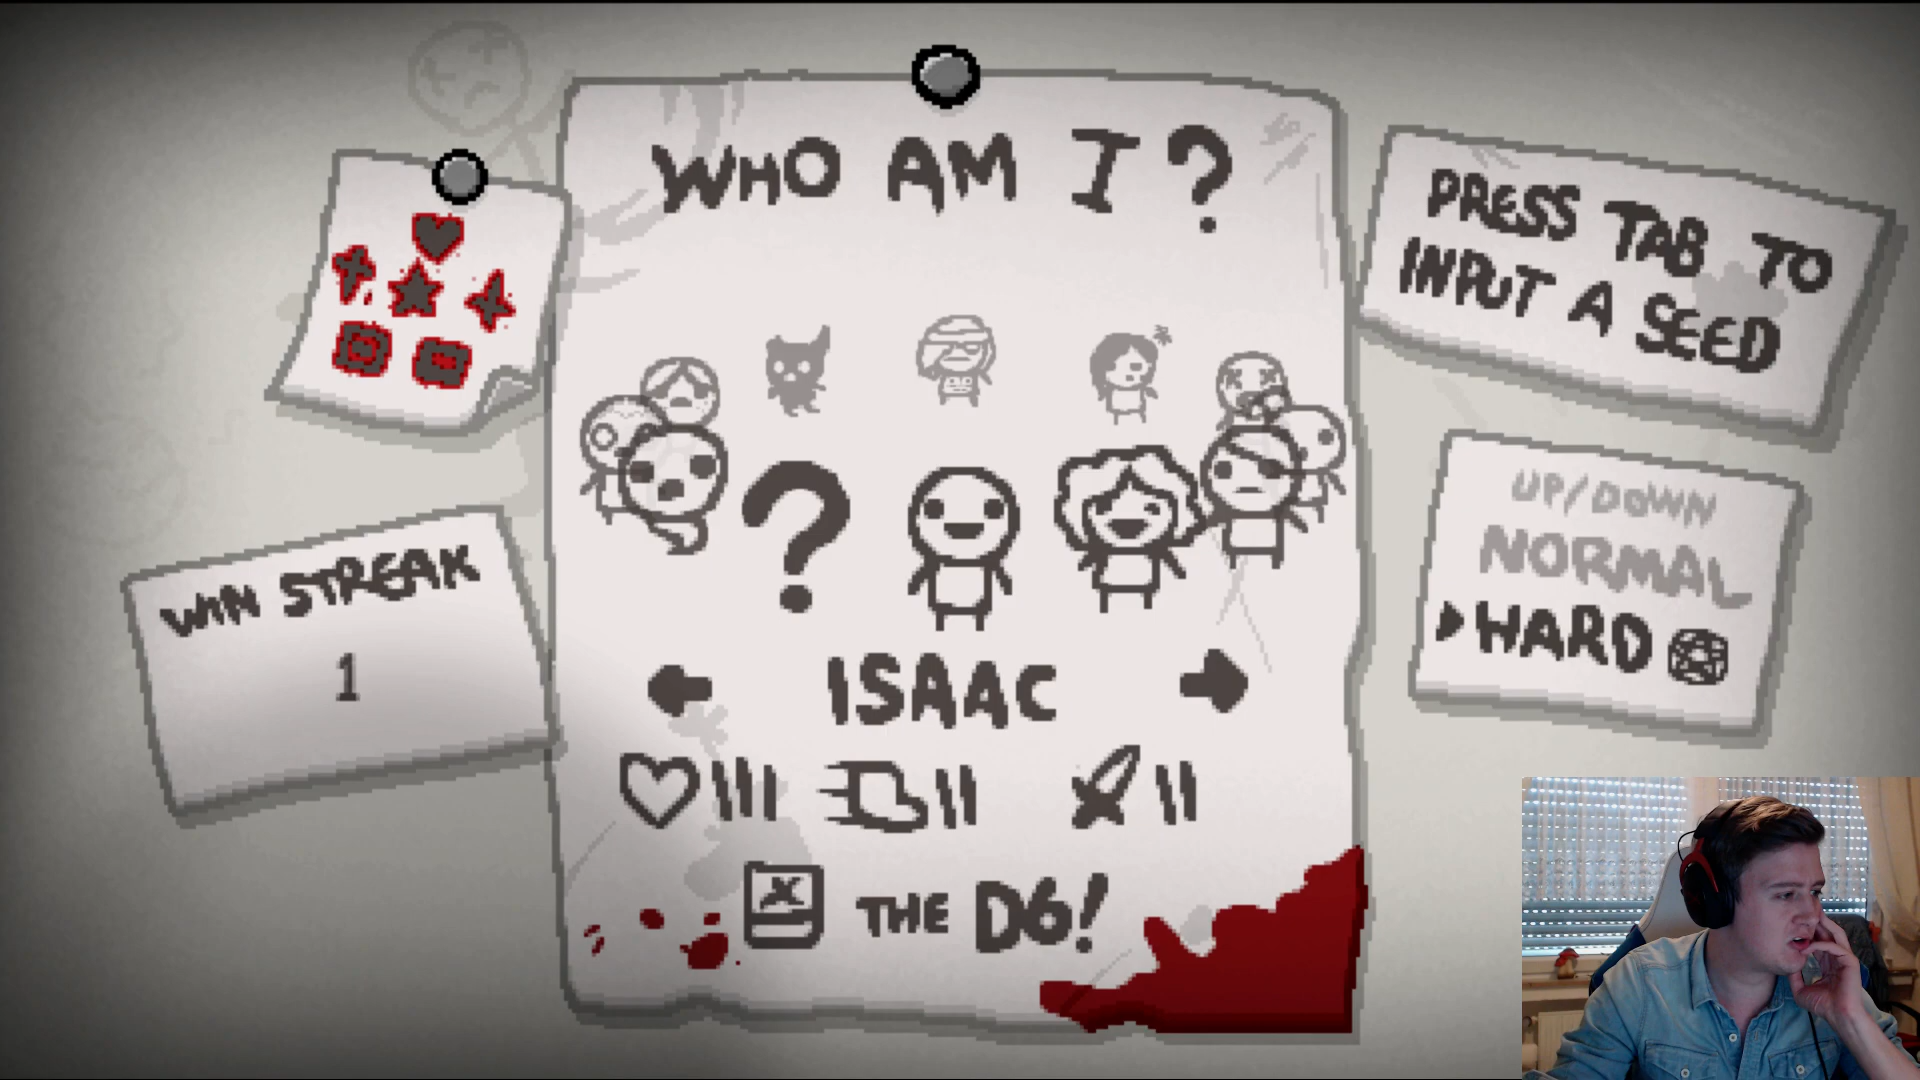 WHO AM I?
PRESS TAB TO
INPUT A SEED
WIN STREAK
1
UP/DOWN
NORMAL
HARD
ISAAC
THE D6!